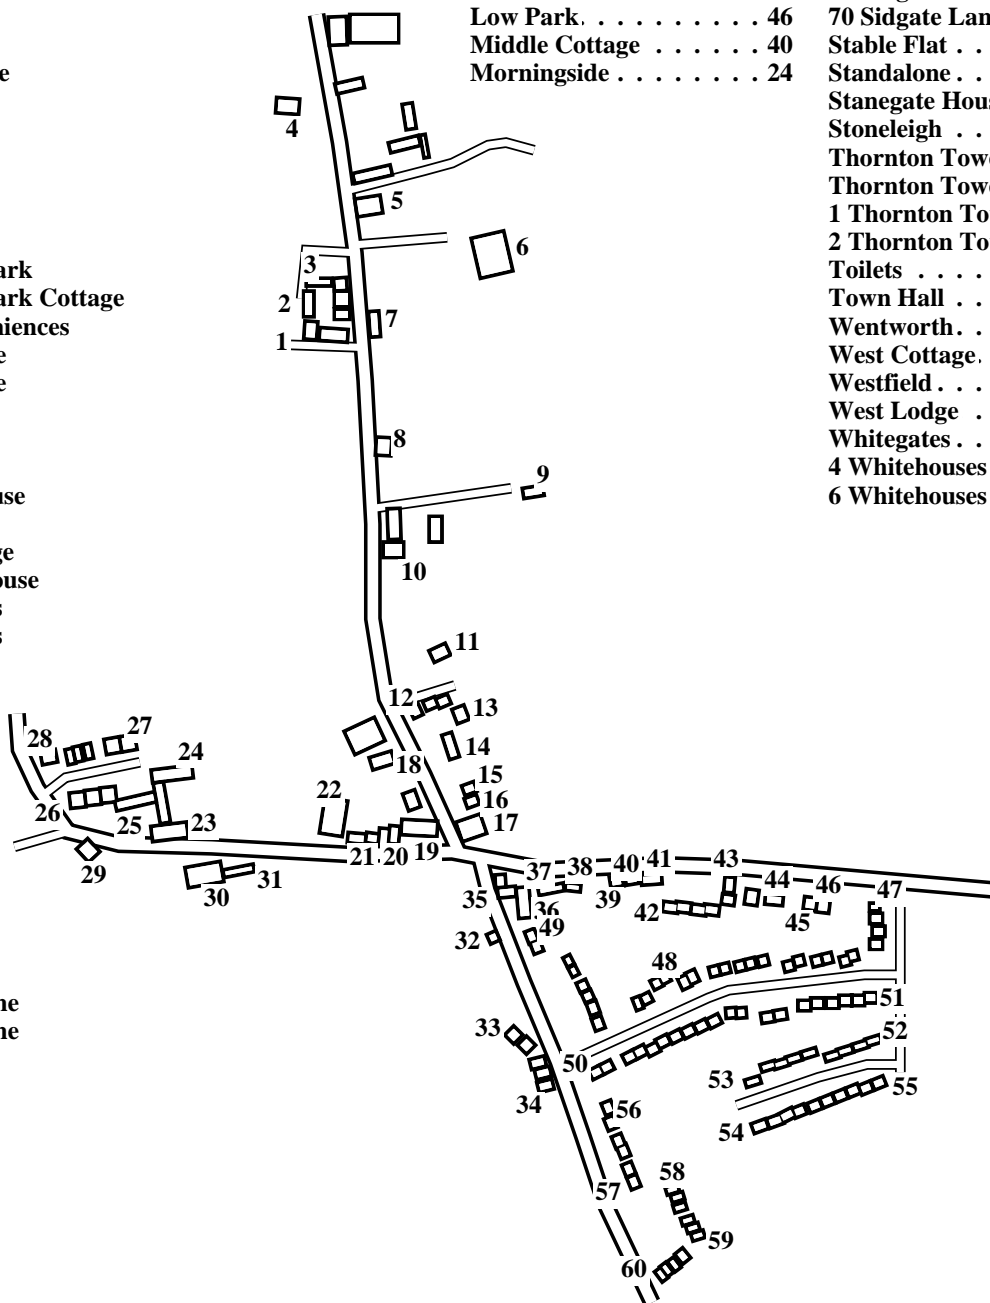 Low Park. . . . . . . . . . 46
Middle Cottage . . . . . . 40
Morningside . . . . . . . . 24
70 Sidgate Lan
Stable Flat . .
Standalone . .
Stanegate Hous
Stoneleigh . .
Thornton Towe
Thornton Towe
1 Thornton To
2 Thornton To
Toilets . . . .
Town Hall . .
Wentworth . .
West Cottage.
Westfield . . .
West Lodge .
Whitegates . .
4 Whitehouses
6 Whitehouses
e
ark
ark Cottage
niences
e
e
use
ge
ouse
s
s
ne
ne
4
5
6
3
2
7
1
8
9
10
11
12
13
14
18
15
16
17
28
27
24
26
25
23
22
21
20
19
29
30
31
37
38
40
41
43
44
46
47
35
36
39
42
45
32
49
48
51
33
50
52
53
34
55
56
54
57
58
59
60